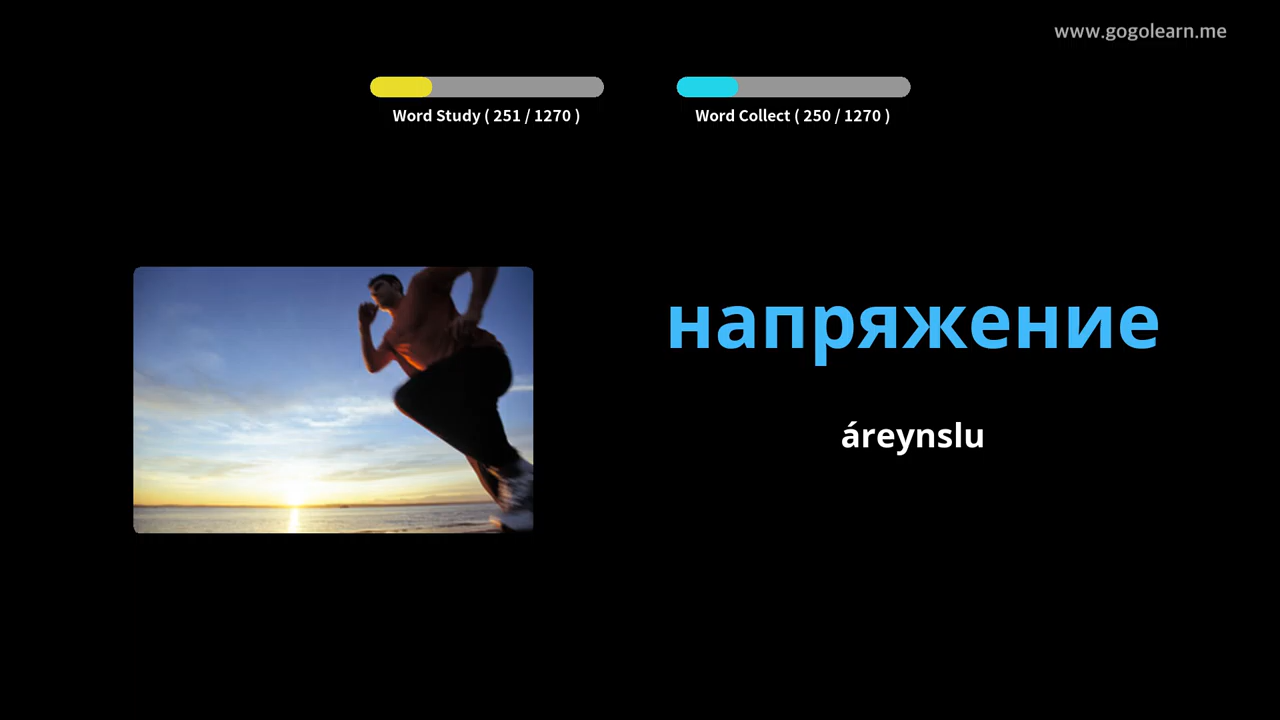 www.gogolearn.me
Word Study ( 251 / 1270 )
Word Collect ( 250 / 1270 )
напряжение
áreynslu